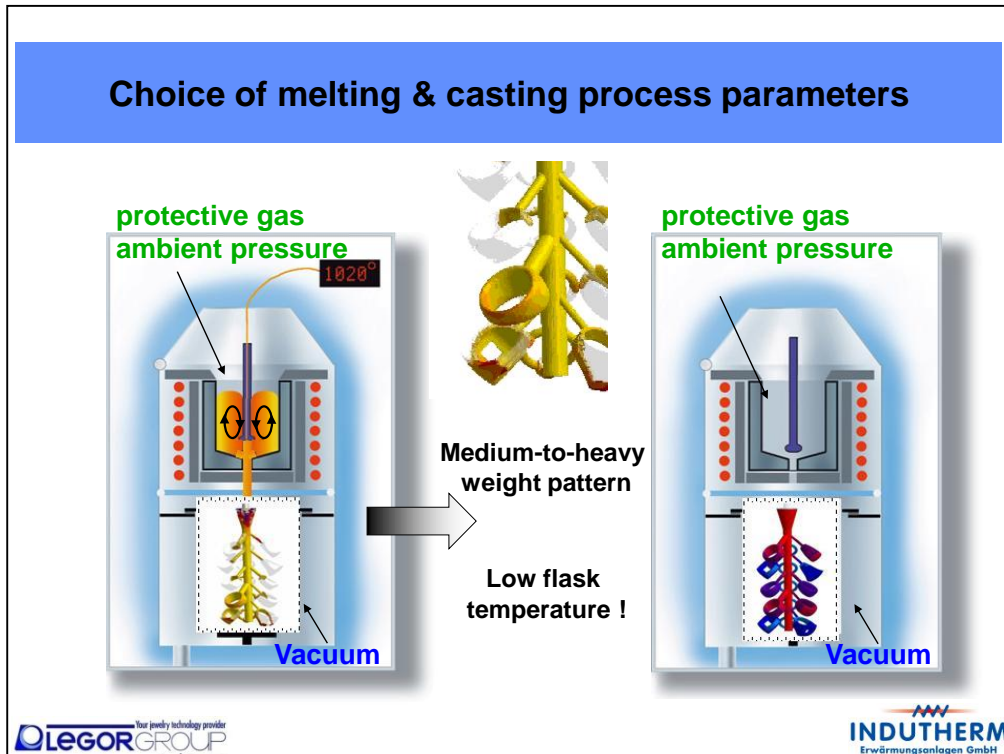 Choice of melting & casting process parameters
protective gas
ambient pressure
1020°
protective gas
ambient pressure
Medium-to-heavy
weight pattern
Low flask
temperature !
Vacuum
Vacuum
Your jewelry technology provider
LEGOR GROUP
INDUTHERM
Erwärmungsanlagen GmbH